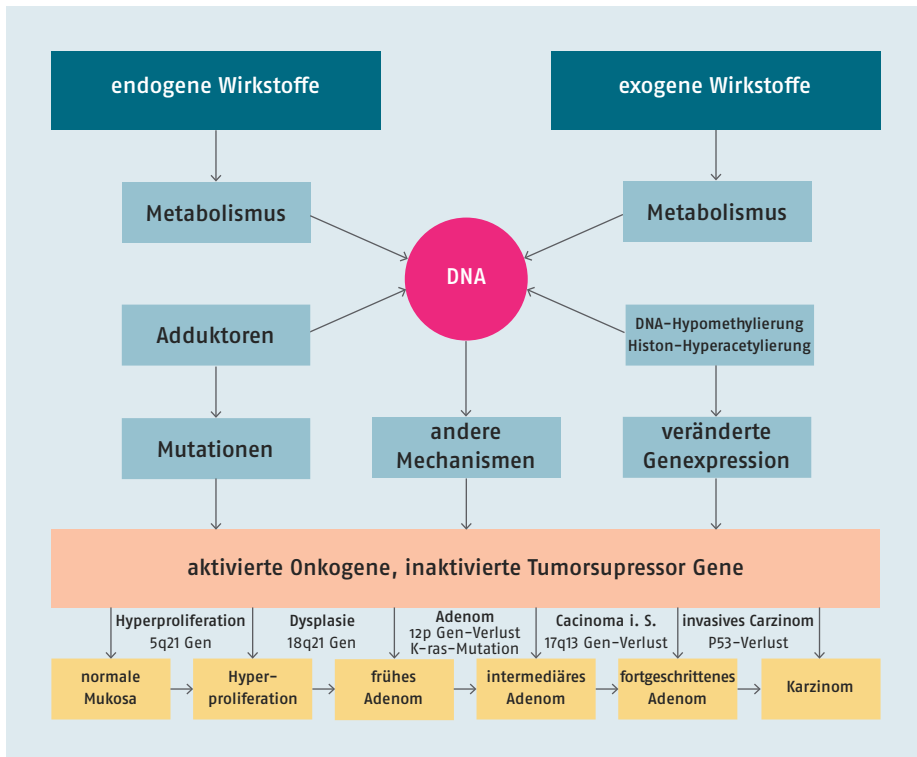 endogene Wirkstoffe
exogene Wirkstoffe
Metabolismus
Metabolismus
DNA
Adduktoren
DNA-Hypomethylierung
Histon-Hyperacetylierung
Mutationen
andere
Mechanismen
veränderte
Genexpression
aktivierte Onkogene, inaktivierte Tumorsupressor Gene
Hyperproliferation
5q21 Gen
Dysplasie
18q21 Gen
Adenom
12p Gen-Verlust
K-ras-Mutation
Cacinoma i. S.
17q13 Gen-Verlust
invasives Carzinom
P53-Verlust
normale
Mukosa
Hyper-
proliferation
frühes
Adenom
intermediäres
Adenom
fortgeschrittenes
Adenom
Karzinom